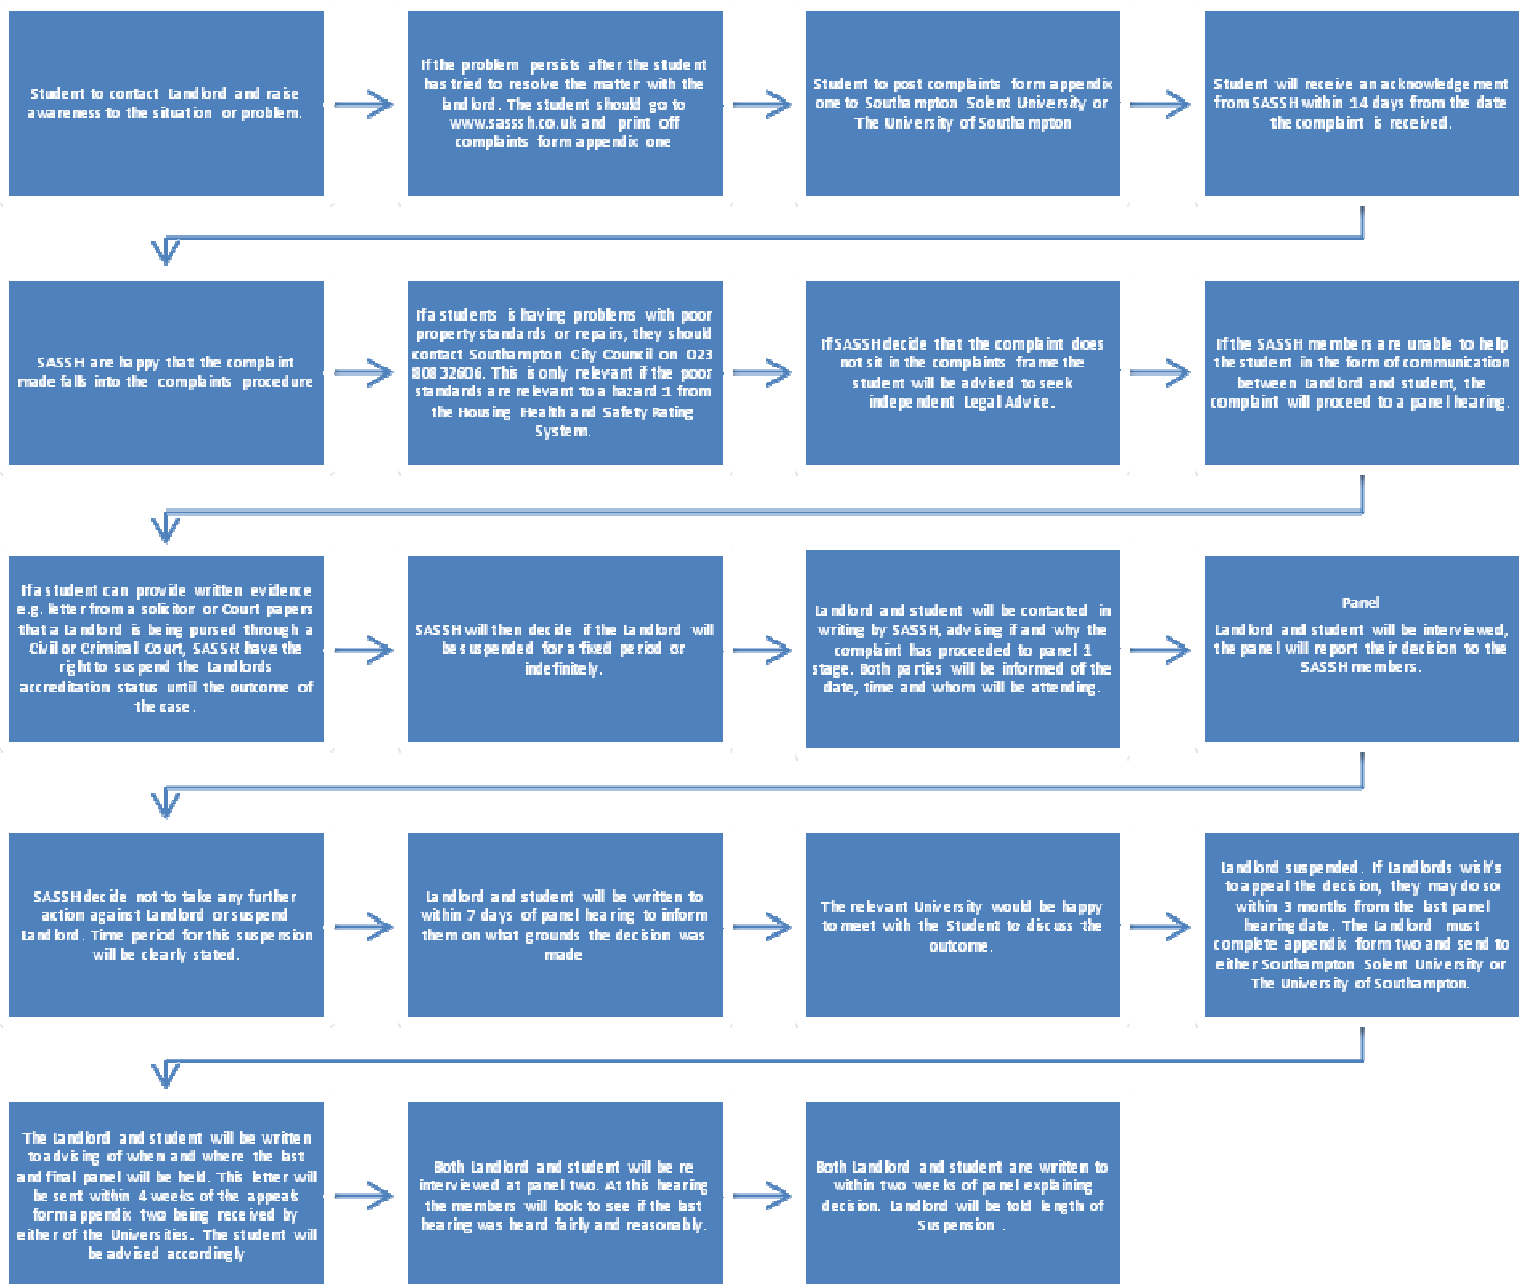 Student to contact Landlord and raise
awareness to the situation or problem.
If the problem persists after the student
has tried to resolve the matter with the
landlord. The student should go to
www.sasssh.co.uk and print off
complaints form appendix one
Student to post complaints form appendix
one to Southampton Solent University or
The University of Southampton
Student will receive an acknowledgement
from SASSH within 14 days from the date
the complaint is received.
SASSH are happy that the complaint
made falls into the complaints procedure
If a students is having problems with poor
property standards or repairs, they should
contact Southampton City Council on 023
80832606. This is only relevant if the poor
standards are relevant to a hazard 1 from
the Housing Health and Safety Rating
System.
If SASSH decide that the complaint does
not sit in the complaints frame the
student will be advised to seek
independent Legal Advice.
If the SASSH members are unable to help
the student in the form of communication
between Landlord and student, the
complaint will proceed to a panel hearing.
If a student can provide written evidence
e.g. letter from a solicitor or Court papers
that a Landlord is being pursed through a
Civil or Criminal Court, SASSH have the
right to suspend the Landlords
accreditation status until the outcome of
the case.
SASSH will then decide if the Landlord will
be suspended for a fixed period or
indefinitely.
Landlord and student will be contacted in
writing by SASSH, advising if and why the
complaint has proceeded to panel 1
stage. Both parties will be informed of the
date, time and whom will be attending.
Panel
Landlord and student will be interviewed,
the panel will report their decision to the
SASSH members.
SASSH decide not to take any further
action against Landlord or suspend
Landlord. Time period for this suspension
will be clearly stated.
Landlord and student will be written to
within 7 days of panel hearing to inform
them on what grounds the decision was
made
The relevant University would be happy
to meet with the Student to discuss the
outcome.
Landlord suspended. If Landlords wish's
to appeal the decision, they may do so
within 3 months from the last panel
hearing date. The Landlord must
complete appendix form two and send to
either Southampton Solent University or
The University of Southampton.
The Landlord and student will be written
to advising of when and where the last
and final panel will be held. This letter will
be sent within 4 weeks of the appeals
form appendix two being received by
either of the Universities. The student will
be advised accordingly
Both Landlord and student will be re
interviewed at panel two. At this hearing
the members will look to see if the last
hearing was heard fairly and reasonably.
Both Landlord and student are written to
within two weeks of panel explaining
decision. Landlord will be told length of
Suspension .